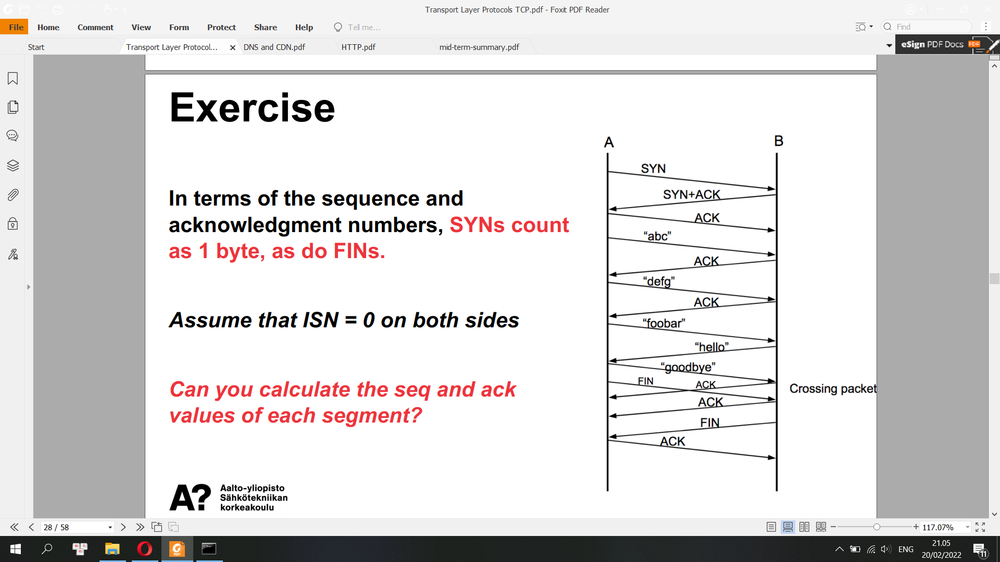 Transport Layer Protocols TCP.pdf - Foxit PDF Reader
File Home Comment View Form Protect Share Help Tell me... Find
Start Transport Layer Protocol... DNS and CDN.pdf HTTP.pdf mid-term-summary.pdf
eSign PDF Docs PDF
Exercise
In terms of the sequence and
acknowledgment numbers, SYNs count
as 1 byte, as do FINs.
Assume that ISN = 0 on both sides
Can you calculate the seq and ack
values of each segment?
A B
SYN
SYN+ACK
ACK
“abc”
ACK
“defg”
ACK
“foobar”
“hello”
“goodbye”
FIN ACK
Crossing packet
ACK
FIN
ACK
A?
Aalto-yliopisto
Sähkötekniikan
korkeakoulu
28 / 58
117.07%
u i n
PDF
ENG
21.05
20/02/2022
11